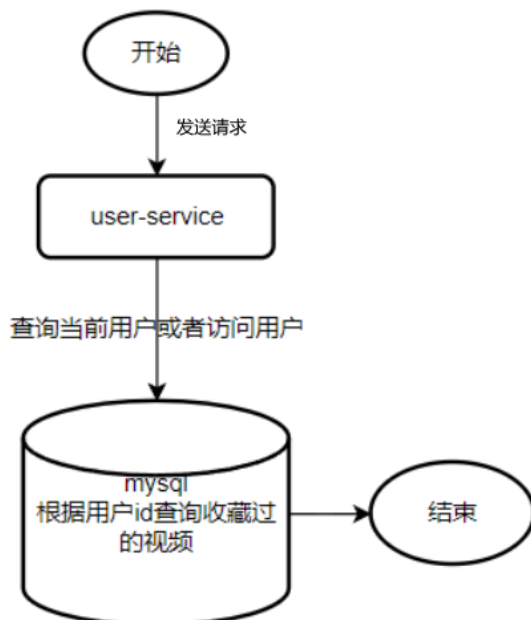 开始
发送请求
user-service
查询当前用户或者访问用户
mysql
根据用户id查询收藏过
的视频
结束